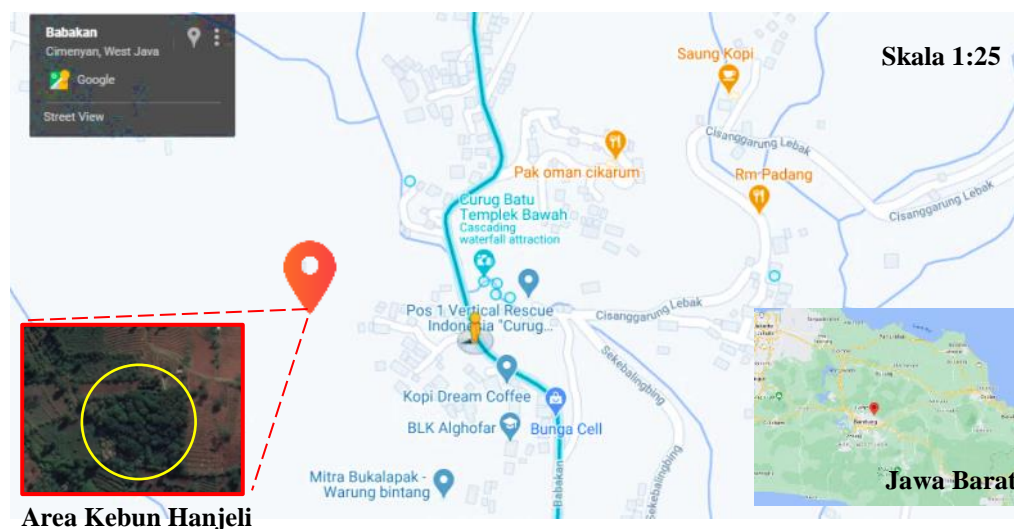 Babakan
Cimenyan, West Java
Google
Street View
Skala 1:25
Saung Kopi
Cisanggarung Lebak
Pak oman cikarum
Rm Padang
Cisanggarung Lebak
Curug Batu
Templek Bawah
Cascading
waterfall attraction
Pos 1 Vertical Rescue
Indonesia "Curug...
Cisanggarung Lebak
Sekebalingbing
Kopi Dream Coffee
BLK Alghofar
Bunga Cell
Mitra Bukalapak -
Warung bintang
Babakan
Sekebalingbing
Bandung
Jawa Barat
Area Kebun Hanjeli